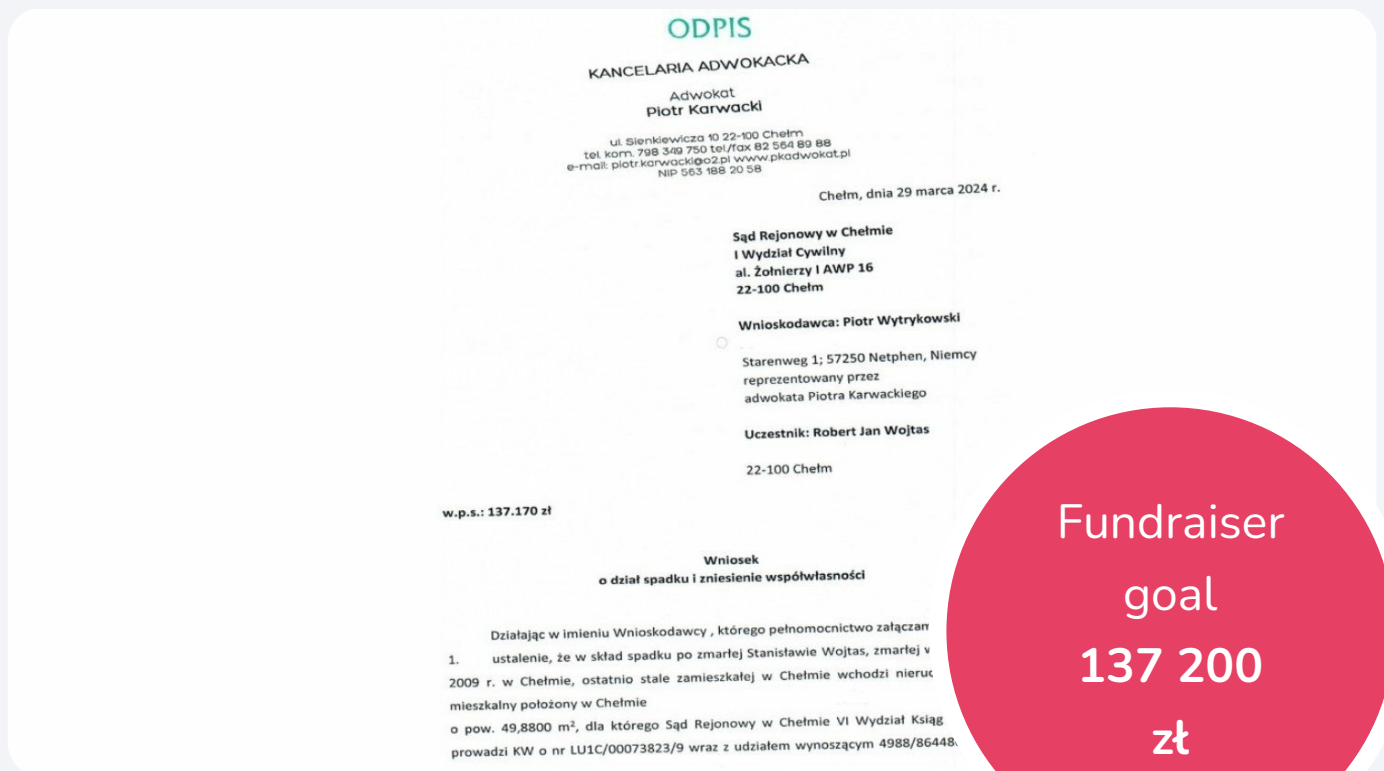 ODPIS
KANCELARIA ADWOKACKA
Adwokat
Piotr Karwacki
ul. Sienkiewicza 10 22-100 Chełm
tel. kom. 798 349 750 tel./fax 82 564 89 88
e-mail: piotr.karwacki@o2.pl www.pkadwokat.pl
NIP 563 188 20 58
Chełm, dnia 29 marca 2024 r.
Sąd Rejonowy w Chełmie
I Wydział Cywilny
al. Żołnierzy I AWP 16
22-100 Chełm
Wnioskodawca: Piotr Wytrykowski
Starenweg 1; 57250 Netphen, Niemcy
reprezentowany przez
adwokata Piotra Karwackiego
Uczestnik: Robert Jan Wojtas
22-100 Chełm
w.p.s.: 137.170 zł
Wniosek
o dział spadku i zniesienie współwłasności
Działając w imieniu Wnioskodawcy , którego pełnomocnictwo
1. ustalenie, że w skład spadku po zmarłej Stanisławie Wojtas, zmarłej
2009 r. w Chełmie, ostatnio stale zamieszkałej w Chełmie wchodzi
mieszkalny położony w Chełmie
o pow. 49,8800 m², dla którego Sąd Rejonowy w Chełmie VI Wydział Ksiąg
prowadzi KW o nr LU1C/00073823/9 wraz z udziałem wynoszącym
Fundraiser
goal
137 200
zł